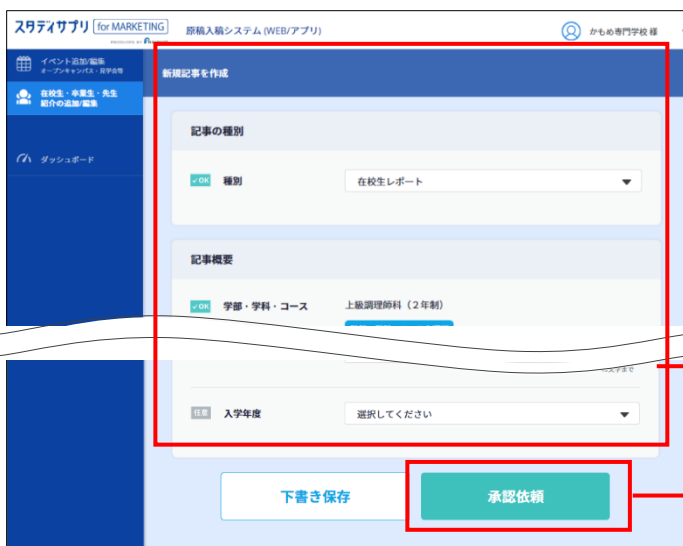 スタディサプリ for MARKETING
原稿入稿システム (WEB/アプリ)
かもめ専門学校 様
イベント追加/編集
オープンキャンパス・見学会等
在校生・卒業生・先生
紹介の追加/編集
ダッシュボード
新規記事を作成
記事の種別
✓OK 種別 在校生レポート
記事概要
✓OK 学部・学科・コース 上級調理師科（２年制）
任意 入学年度 選択してください
下書き保存 承認依頼